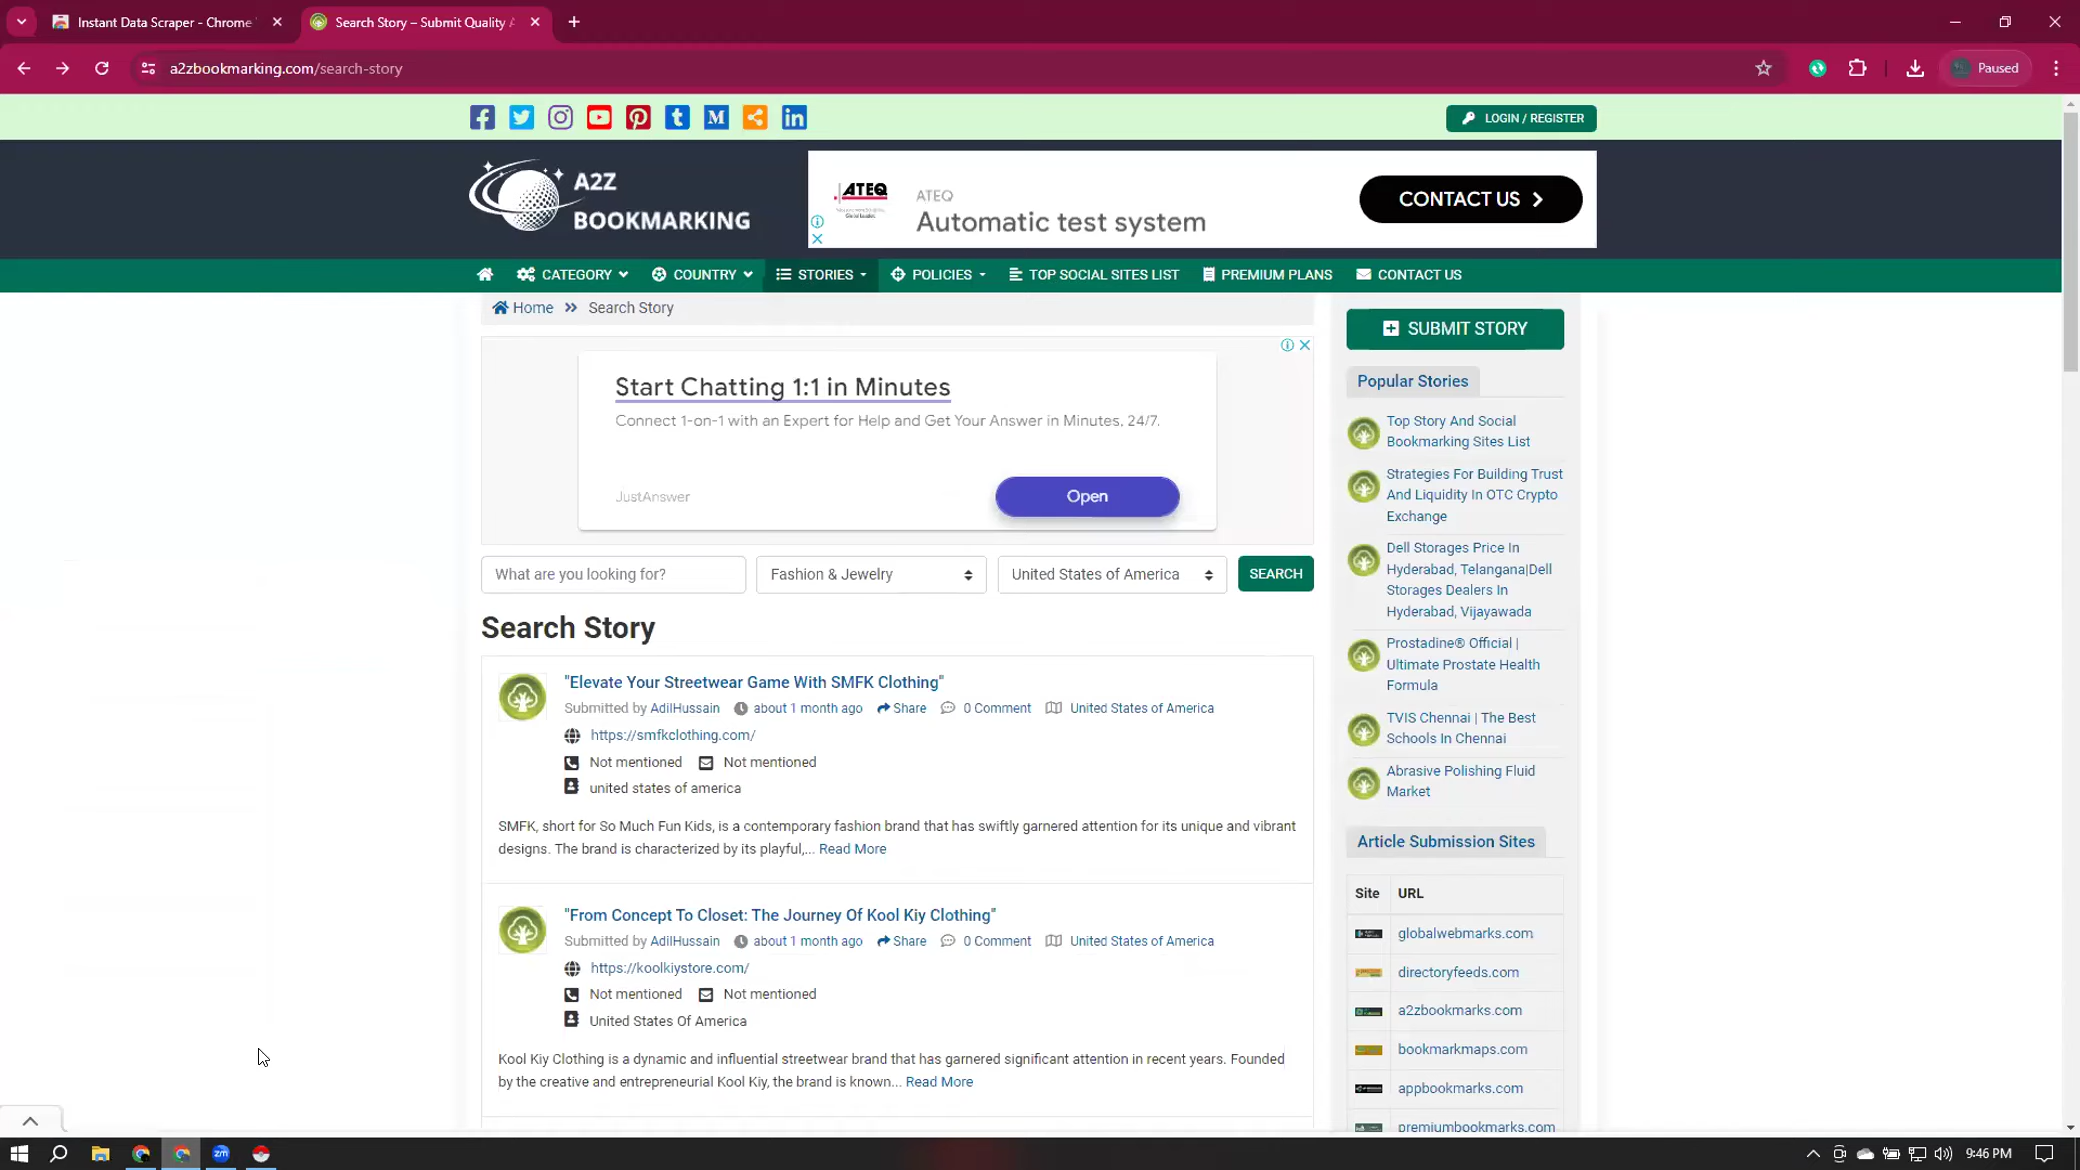 Instant Data Scraper - Chrome
Search Story – Submit Quality A
a2zbookmarking.com/search-story
Paused
LOGIN / REGISTER
A2Z
BOOKMARKING
ATEQ
ATEQ
Automatic test system
CONTACT US
CATEGORY
COUNTRY
STORIES
POLICIES
TOP SOCIAL SITES LIST
PREMIUM PLANS
CONTACT US
Home
Search Story
Start Chatting 1:1 in Minutes
Connect 1-on-1 with an Expert for Help and Get Your Answer in Minutes, 24/7.
JustAnswer
Open
What are you looking for?
Fashion & Jewelry
United States of America
SEARCH
Search Story
"Elevate Your Streetwear Game With SMFK Clothing"
Submitted by AdilHussain about 1 month ago Share 0 Comment United States of America
https://smfkclothing.com/
Not mentioned Not mentioned
united states of america
SMFK, short for So Much Fun Kids, is a contemporary fashion brand that has swiftly garnered attention for its unique and vibrant
designs. The brand is characterized by its playful,... Read More
"From Concept To Closet: The Journey Of Kool Kiy Clothing"
Submitted by AdilHussain about 1 month ago Share 0 Comment United States of America
https://koolkiystore.com/
Not mentioned Not mentioned
United States Of America
Kool Kiy Clothing is a dynamic and influential streetwear brand that has garnered significant attention in recent years. Founded
by the creative and entrepreneurial Kool Kiy, the brand is known... Read More
SUBMIT STORY
Popular Stories
Top Story And Social
Bookmarking Sites List
Strategies For Building Trust
And Liquidity In OTC Crypto
Exchange
Dell Storages Price In
Hyderabad, Telangana|Dell
Storages Dealers In
Hyderabad, Vijayawada
Prostadine® Official |
Ultimate Prostate Health
Formula
TVIS Chennai | The Best
Schools In Chennai
Abrasive Polishing Fluid
Market
Article Submission Sites
Site URL
globalwebmarks.com
directoryfeeds.com
a2zbookmarks.com
bookmarkmaps.com
appbookmarks.com
premiumbookmarks.com
zm
9:46 PM